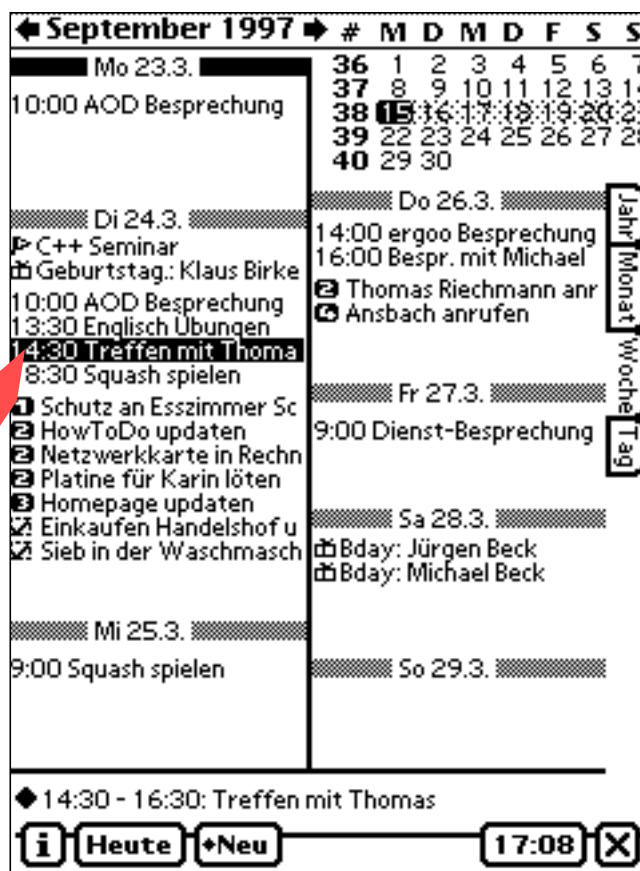 September 1997
# M D M D F S S
36 1 2 3 4 5 6 7
37 8 9 10 11 12 13 14
38 15 16 17 18 19 20 2
39 22 23 24 25 26 27 28
40 29 30
Mo 23.3.
10:00 AOD Besprechung
Di 24.3.
C++ Seminar
Geburtstag.: Klaus Birke
10:00 AOD Besprechung
13:30 Englisch Übungen
14:30 Treffen mit Thoma
8:30 Squash spielen
1 Schutz an Esszimmer Sc
2 HowToDo updaten
2 Netzwerkkarte in Rechn
2 Platine für Karin löten
3 Homepage updaten
Einkaufen Handelshof u
Sieb in der Waschmasch
Mi 25.3.
9:00 Squash spielen
Do 26.3.
14:00 ergoo Besprechung
16:00 Bespr. mit Michael
2 Thomas Riechmann anr
Ansbach anrufen
Fr 27.3.
9:00 Dienst-Besprechung
Sa 28.3.
Bday: Jürgen Beck
Bday: Michael Beck
So 29.3.
Jahr
Monat
Woche
Tag
14:30 - 16:30: Treffen mit Thomas
i Heute Neu 17:08 X